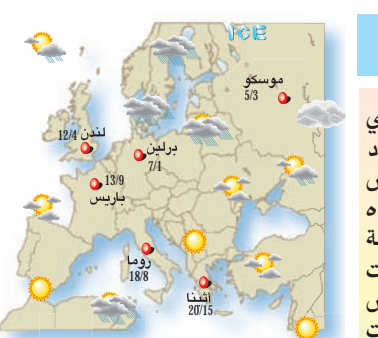 ICE
موسكو
5/3
لندن
12/4
برلين
7/1
13/9
باريس
روما
18/8
أثينا
20/15
ي
د
س
ه
ة
ت
س
ت